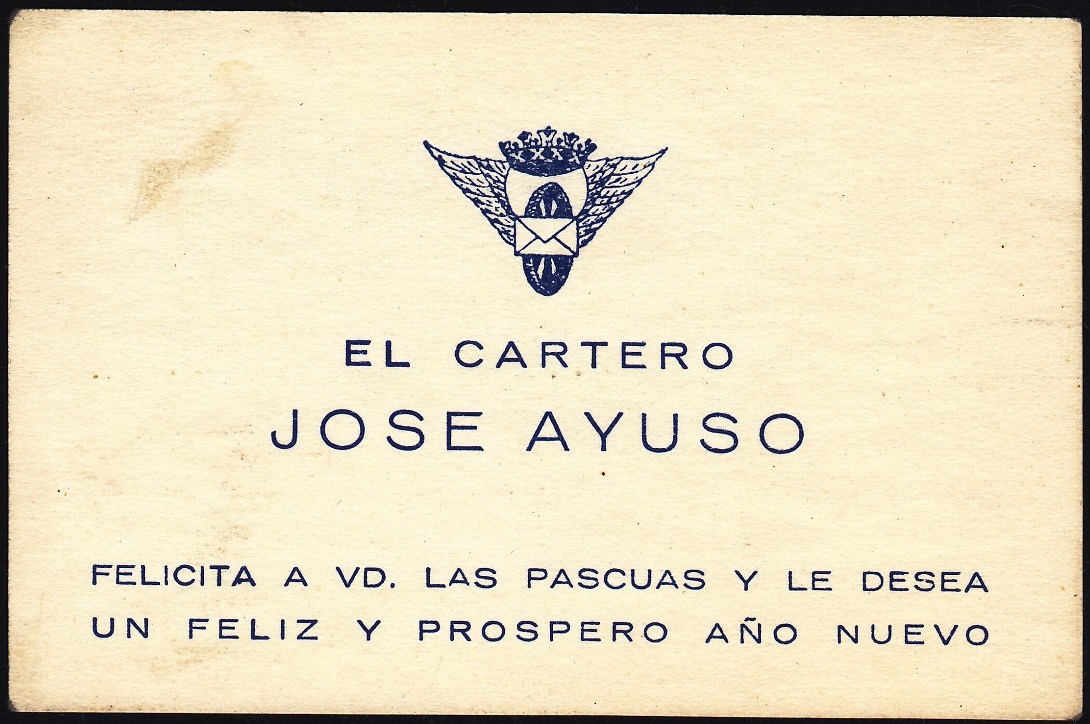 EL CARTERO
JOSE AYUSO
FELICITA A VD. LAS PASCUAS Y LE DESEA
UN FELIZ Y PROSPERO AÑO NUEVO